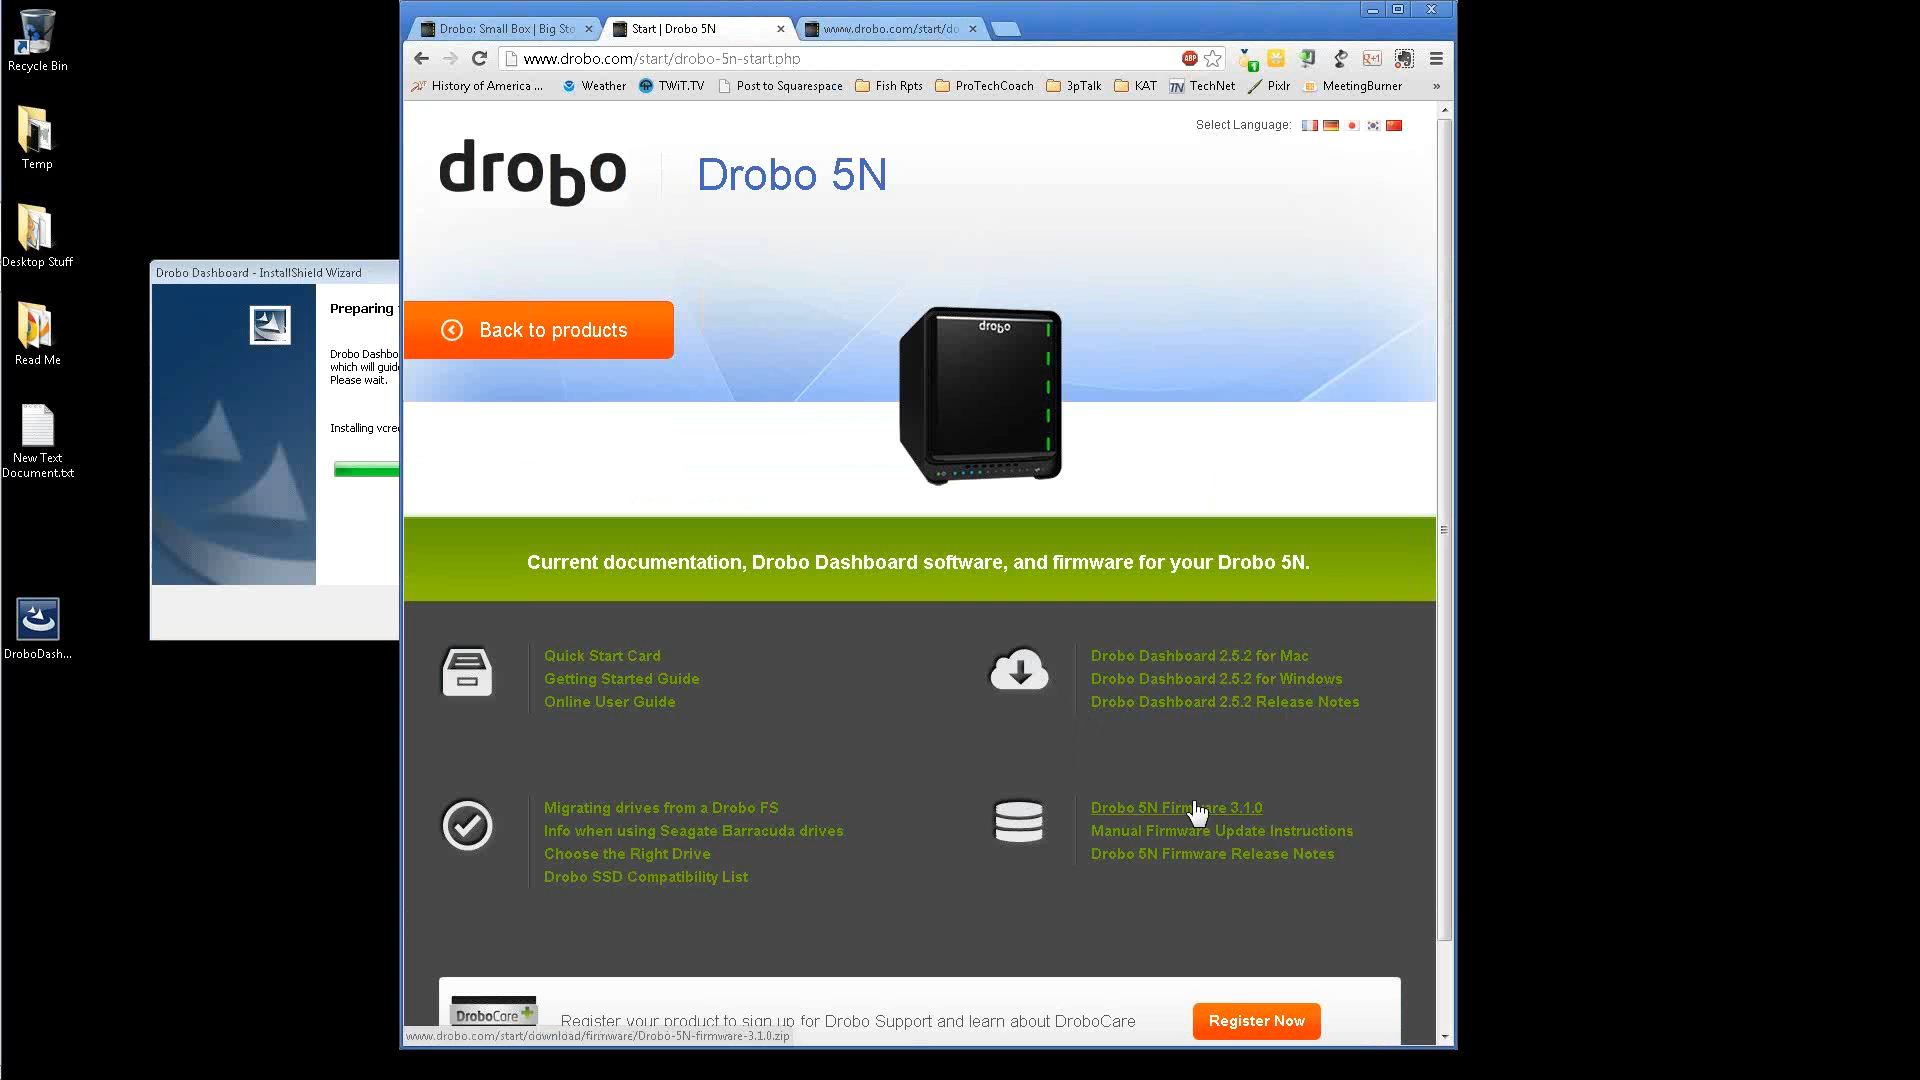 Recycle Bin
Temp
Desktop Stuff
Read Me
New Text
Document.txt
DroboDash...
Drobo Dashboard - InstallShield Wizard
Preparing
Drobo Dashbo
which will guide
Please wait.
Installing vcre
Drobo: Small Box | Big Sto
Start | Drobo 5N
www.drobo.com/start/do
www.drobo.com/start/drobo-5n-start.php
ABP
1
g+1
History of America ...
Weather
TWiT.TV
Post to Squarespace
Fish Rpts
ProTechCoach
3pTalk
KAT
TN TechNet
Pixlr
MeetingBurner
»
Select Language:
drobo
Drobo 5N
Back to products
drobo
Current documentation, Drobo Dashboard software, and firmware for your Drobo 5N.
Quick Start Card
Getting Started Guide
Online User Guide
Drobo Dashboard 2.5.2 for Mac
Drobo Dashboard 2.5.2 for Windows
Drobo Dashboard 2.5.2 Release Notes
Migrating drives from a Drobo FS
Info when using Seagate Barracuda drives
Choose the Right Drive
Drobo SSD Compatibility List
Drobo 5N Firmware 3.1.0
Manual Firmware Update Instructions
Drobo 5N Firmware Release Notes
DroboCare+
Register your product to sign up for Drobo Support and learn about DroboCare
Register Now
www.drobo.com/start/download/firmware/Drobo-5N-firmware-3.1.0.zip